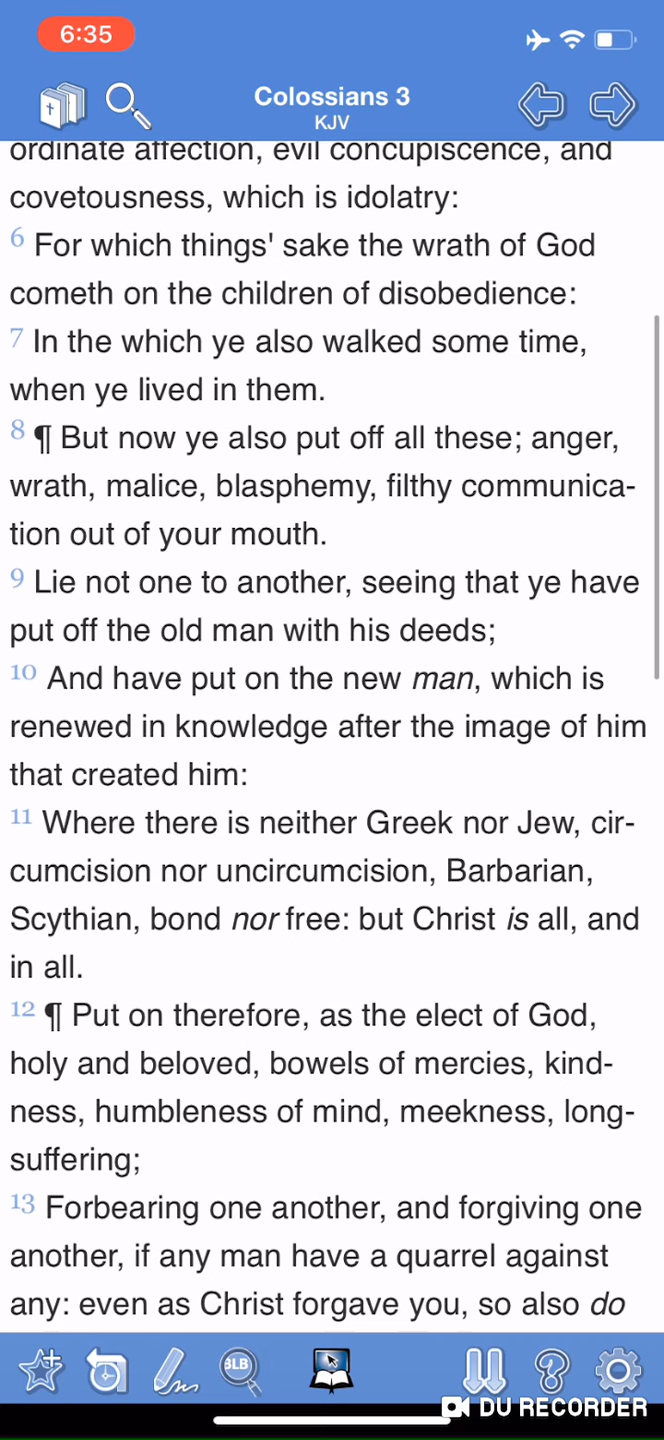 6:35
Colossians 3
KJV
ordinate affection, evil concupiscence, and
covetousness, which is idolatry:
6 For which things' sake the wrath of God
cometh on the children of disobedience:
7 In the which ye also walked some time,
when ye lived in them.
8 ¶ But now ye also put off all these; anger,
wrath, malice, blasphemy, filthy communica-
tion out of your mouth.
9 Lie not one to another, seeing that ye have
put off the old man with his deeds;
10 And have put on the new man, which is
renewed in knowledge after the image of him
that created him:
11 Where there is neither Greek nor Jew, cir-
cumcision nor uncircumcision, Barbarian,
Scythian, bond nor free: but Christ is all, and
in all.
12 ¶ Put on therefore, as the elect of God,
holy and beloved, bowels of mercies, kind-
ness, humbleness of mind, meekness, long-
suffering;
13 Forbearing one another, and forgiving one
another, if any man have a quarrel against
any: even as Christ forgave you, so also do
BLB
DU RECORDER